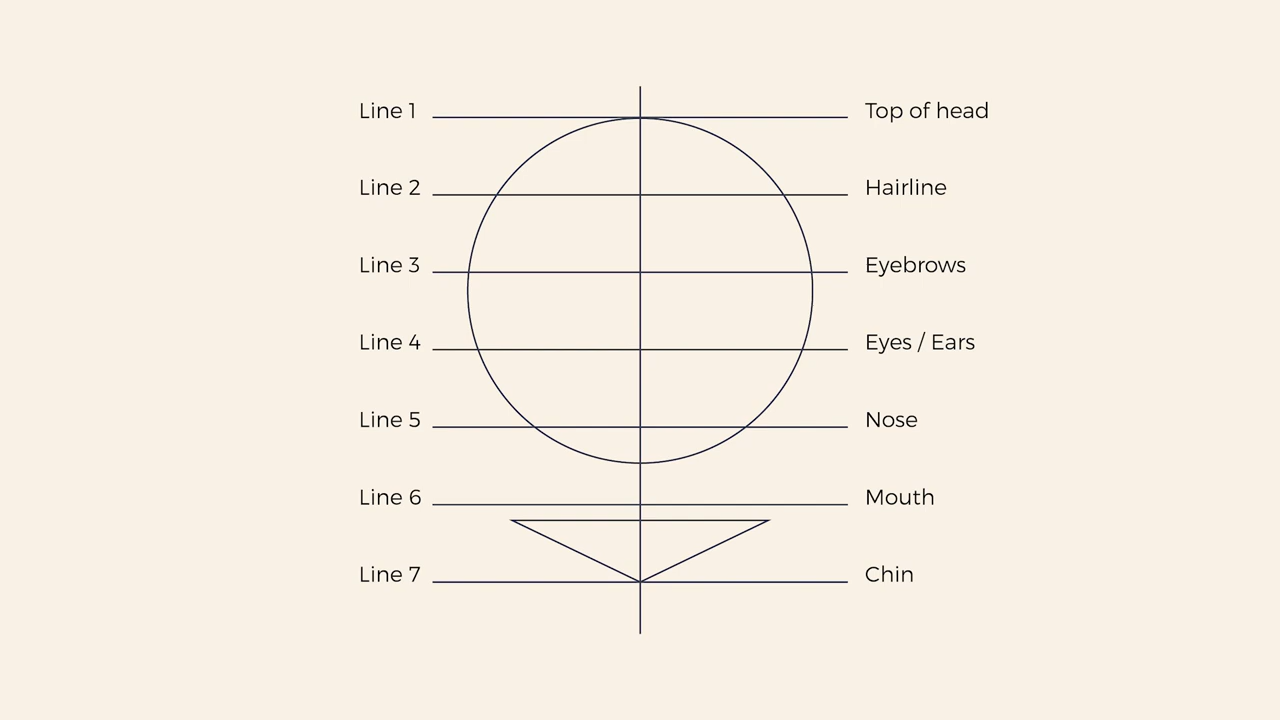 Line 1 Top of head
Line 2 Hairline
Line 3 Eyebrows
Line 4 Eyes / Ears
Line 5 Nose
Line 6 Mouth
Line 7 Chin